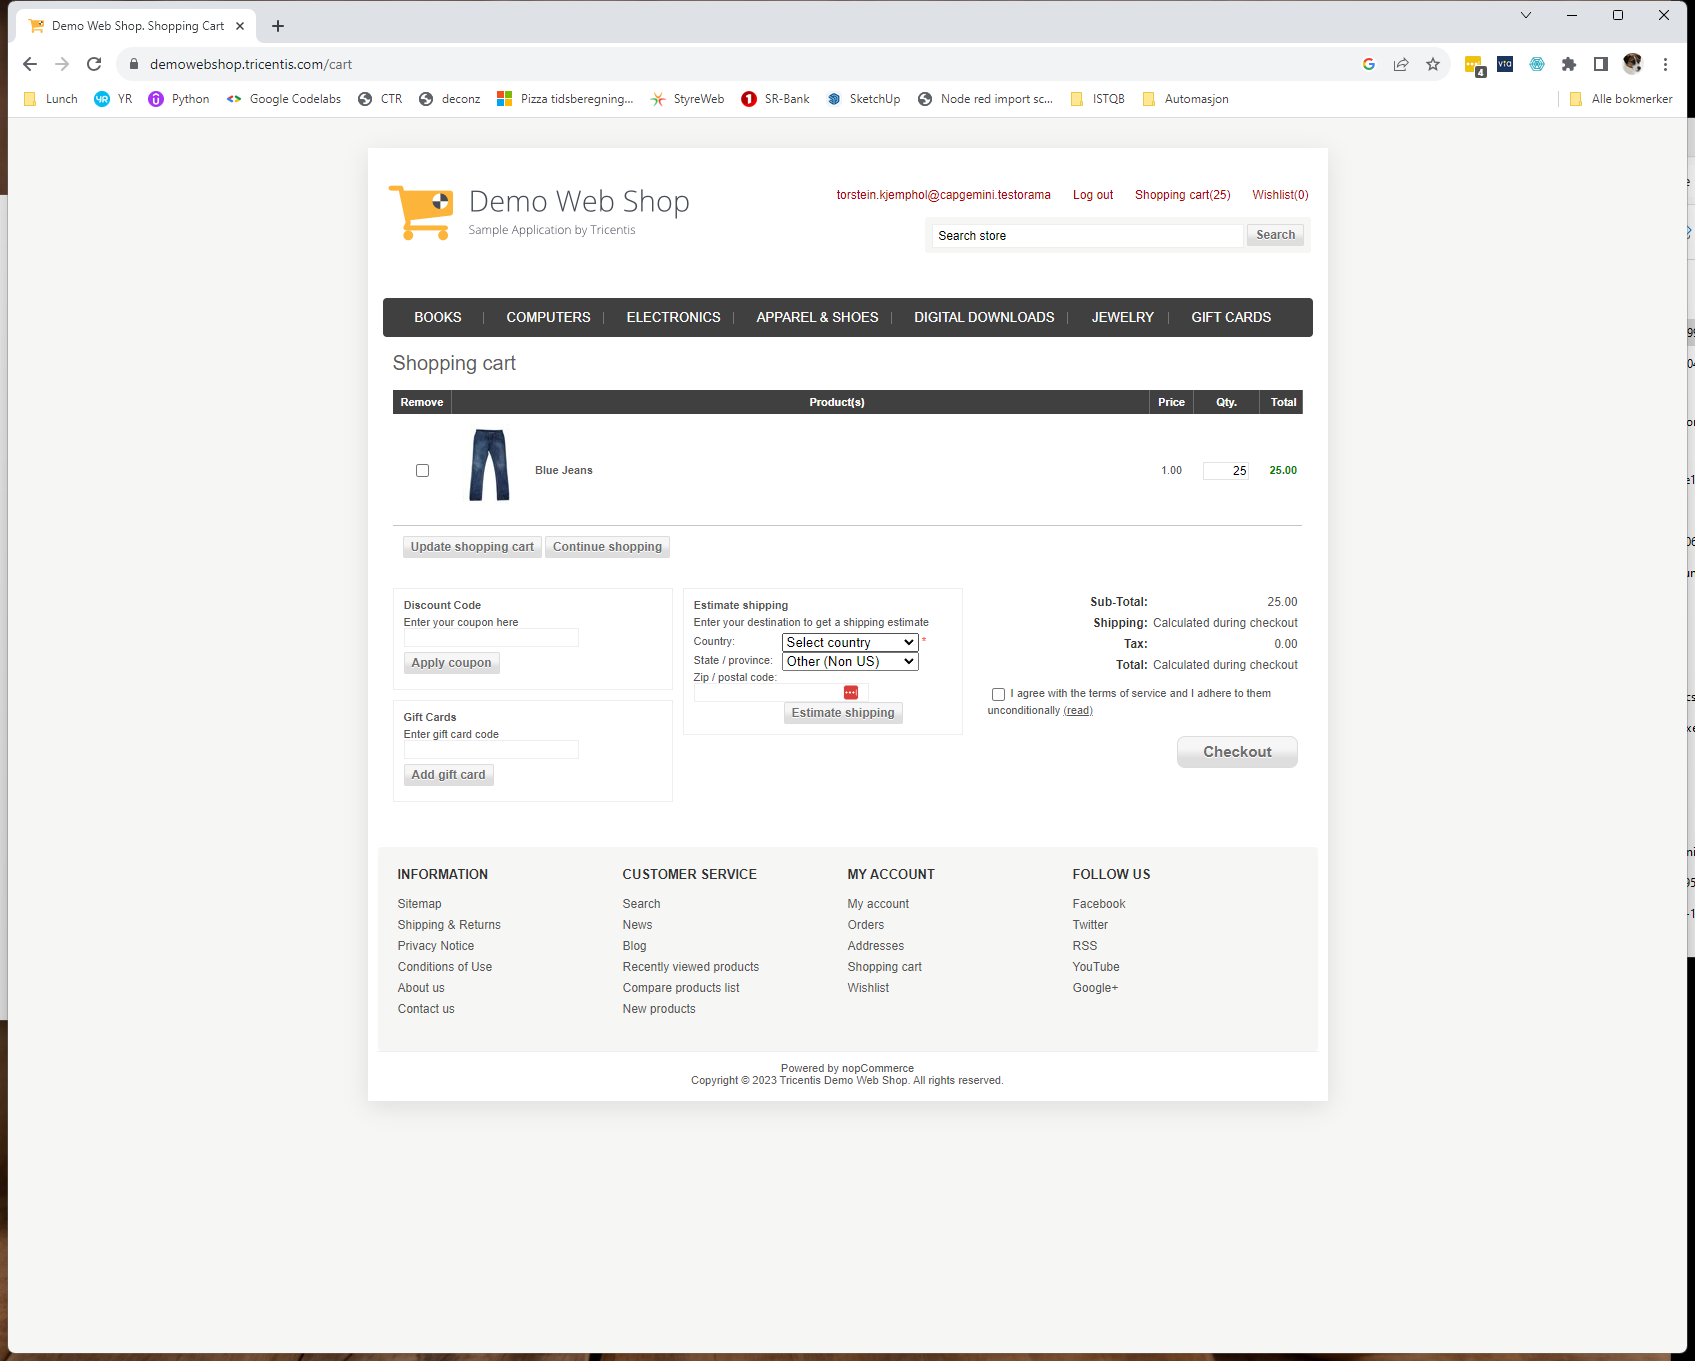 Demo Web Shop. Shopping Cart
demowebshop.tricentis.com/cart
4
vta
Lunch YR Python Google Codelabs CTR deconz Pizza tidsberegning... StyreWeb SR-Bank SketchUp Node red import sc... ISTQB Automasjon Alle bokmerker
Demo Web Shop
Sample Application by Tricentis
torstein.kjemphol@capgemini.testorama Log out Shopping cart(25) Wishlist(0)
Search store Search
BOOKS COMPUTERS ELECTRONICS APPAREL & SHOES DIGITAL DOWNLOADS JEWELRY GIFT CARDS
Shopping cart
Remove Product(s) Price Qty. Total
Blue Jeans 1.00 25 25.00
Update shopping cart Continue shopping
Discount Code
Enter your coupon here
Apply coupon
Gift Cards
Enter gift card code
Add gift card
Estimate shipping
Enter your destination to get a shipping estimate
Country: Select country *
State / province: Other (Non US)
Zip / postal code:
Estimate shipping
Sub-Total: 25.00
Shipping: Calculated during checkout
Tax: 0.00
Total: Calculated during checkout
I agree with the terms of service and I adhere to them
unconditionally (read)
Checkout
INFORMATION
Sitemap
Shipping & Returns
Privacy Notice
Conditions of Use
About us
Contact us
CUSTOMER SERVICE
Search
News
Blog
Recently viewed products
Compare products list
New products
MY ACCOUNT
My account
Orders
Addresses
Shopping cart
Wishlist
FOLLOW US
Facebook
Twitter
RSS
YouTube
Google+
Powered by nopCommerce
Copyright © 2023 Tricentis Demo Web Shop. All rights reserved.